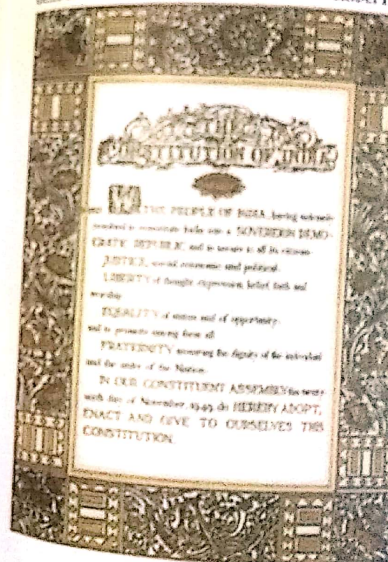 THE
CONSTITUTION OF INDIA
WE, THE PEOPLE OF INDIA, having solemnly
resolved to constitute India into a SOVEREIGN DEMO-
CRATIC REPUBLIC and to secure to all its citizens:
JUSTICE, social, economic and political;
LIBERTY of thought, expression, belief, faith and
worship;
EQUALITY of status and of opportunity;
and to promote among them all
FRATERNITY assuring the dignity of the individual
and the unity of the Nation;
IN OUR CONSTITUENT ASSEMBLY this twenty-
sixth day of November, 1949, do HEREBY ADOPT,
ENACT AND GIVE TO OURSELVES THIS
CONSTITUTION.